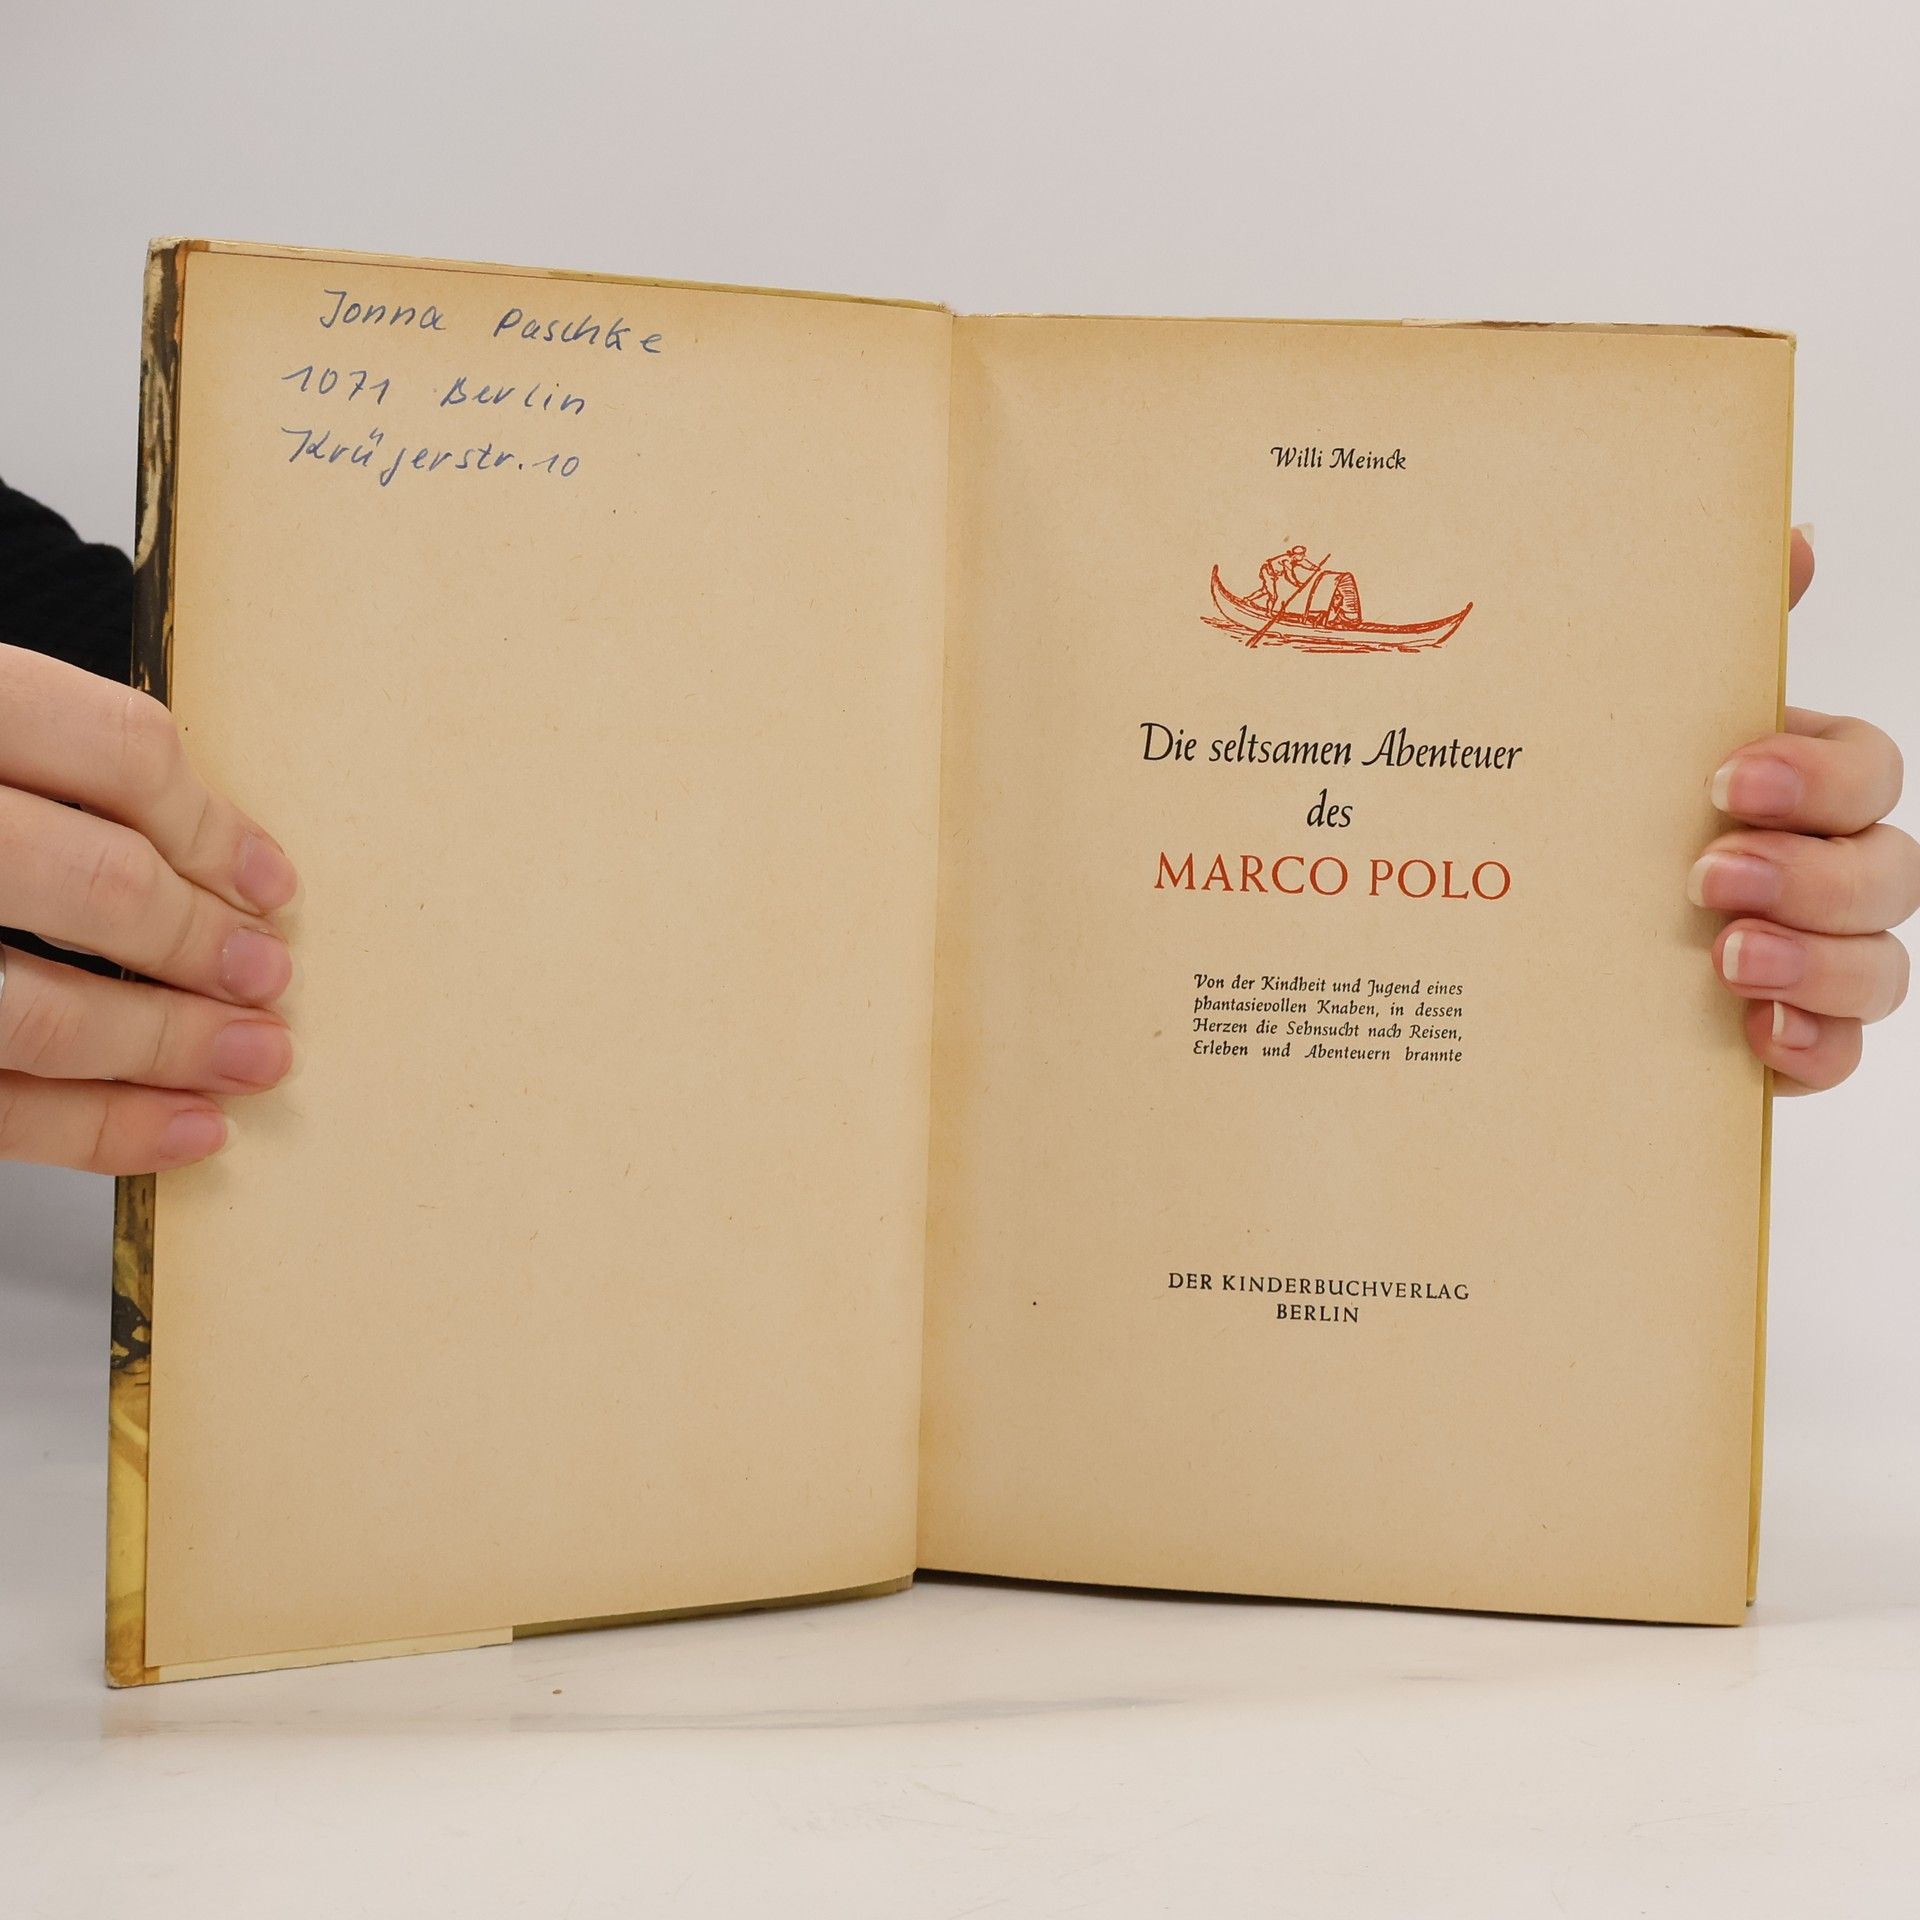 Jonna Paschke
1071 Berlin
Krügerstr. 10
Willi Meinck
Die seltsamen Abenteuer
des
MARCO POLO
Von der Kindheit und Jugend eines
phantasievollen Knaben, in dessen
Herzen die Sehnsucht nach Reisen,
Erleben und Abenteuern brannte
DER KINDERBUCHVERLAG
BERLIN